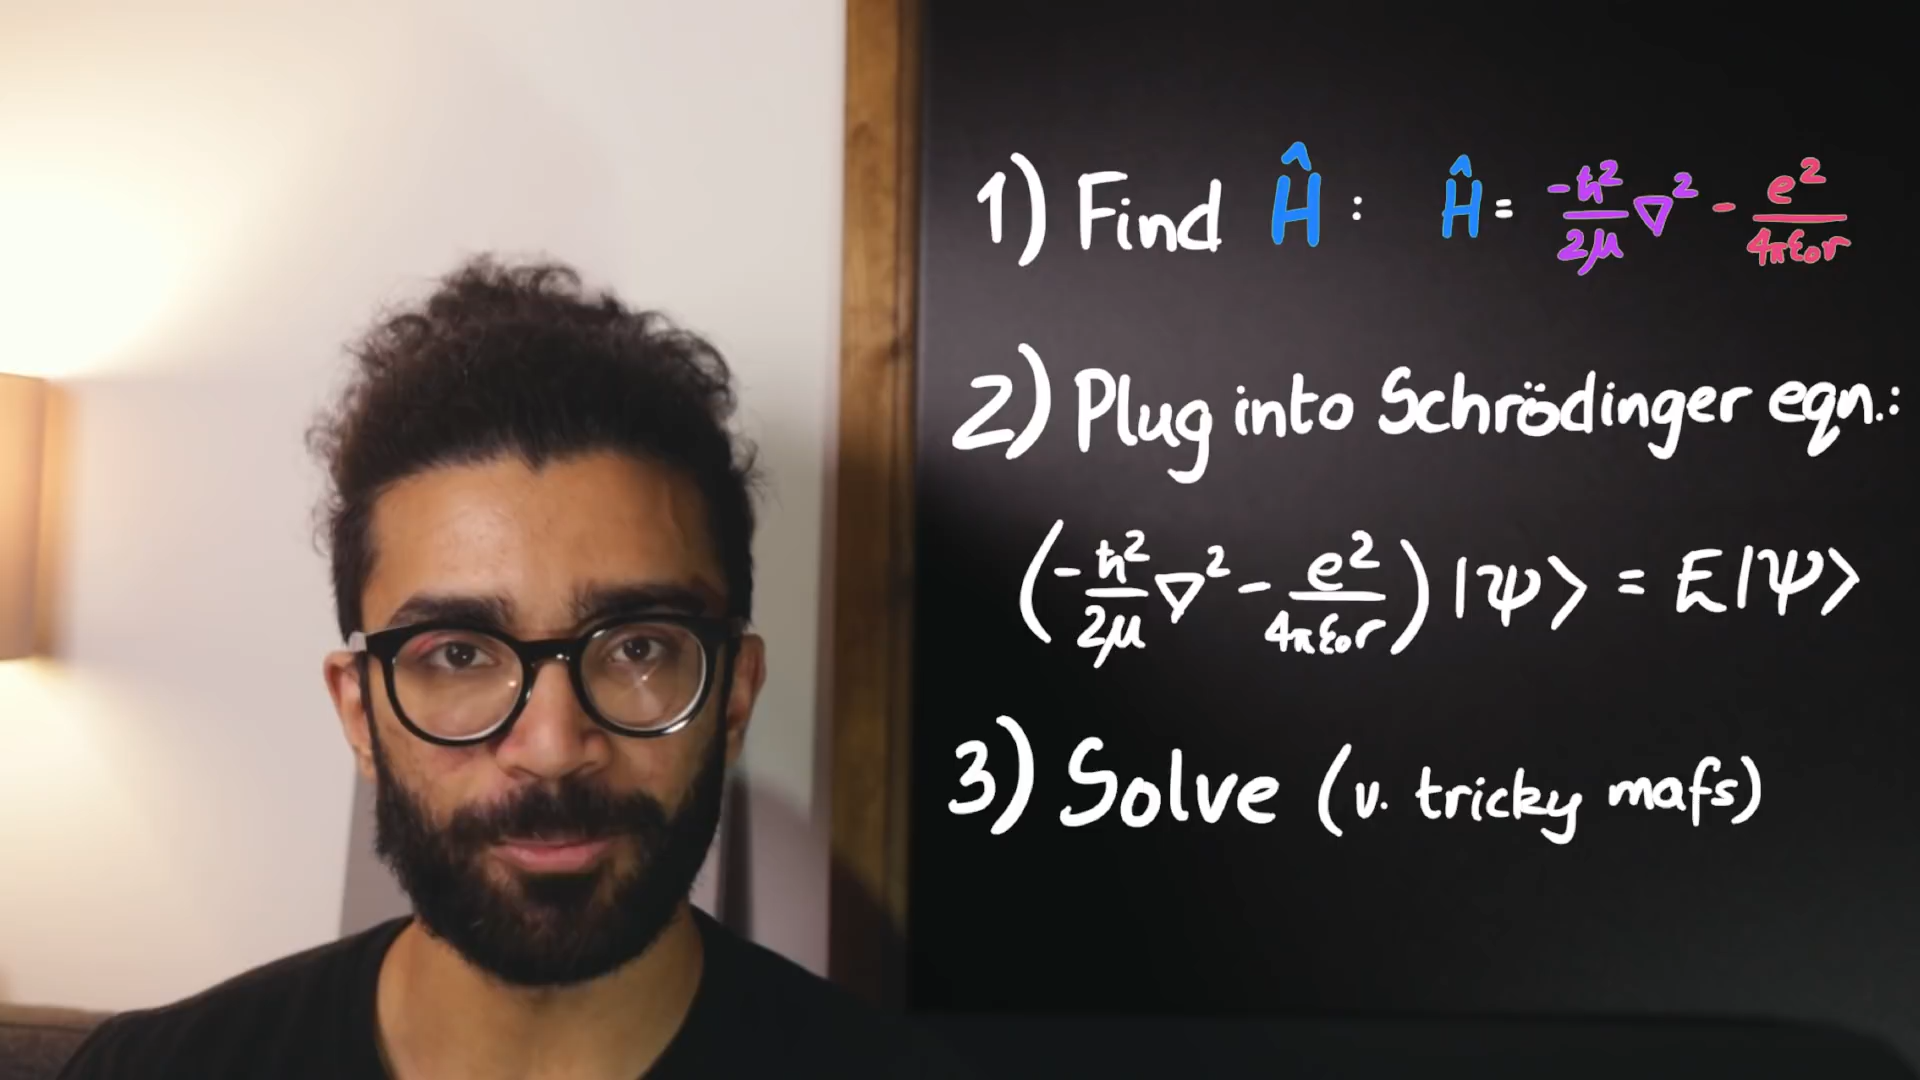 1) Find Ĥ : Ĥ = -ħ²/2μ ∇² - e²/4πε₀r
2) Plug into Schrödinger eqn.:
(-ħ²/2μ ∇² - e²/4πε₀r) |ψ⟩ = E|ψ⟩
3) Solve (v. tricky mafs)